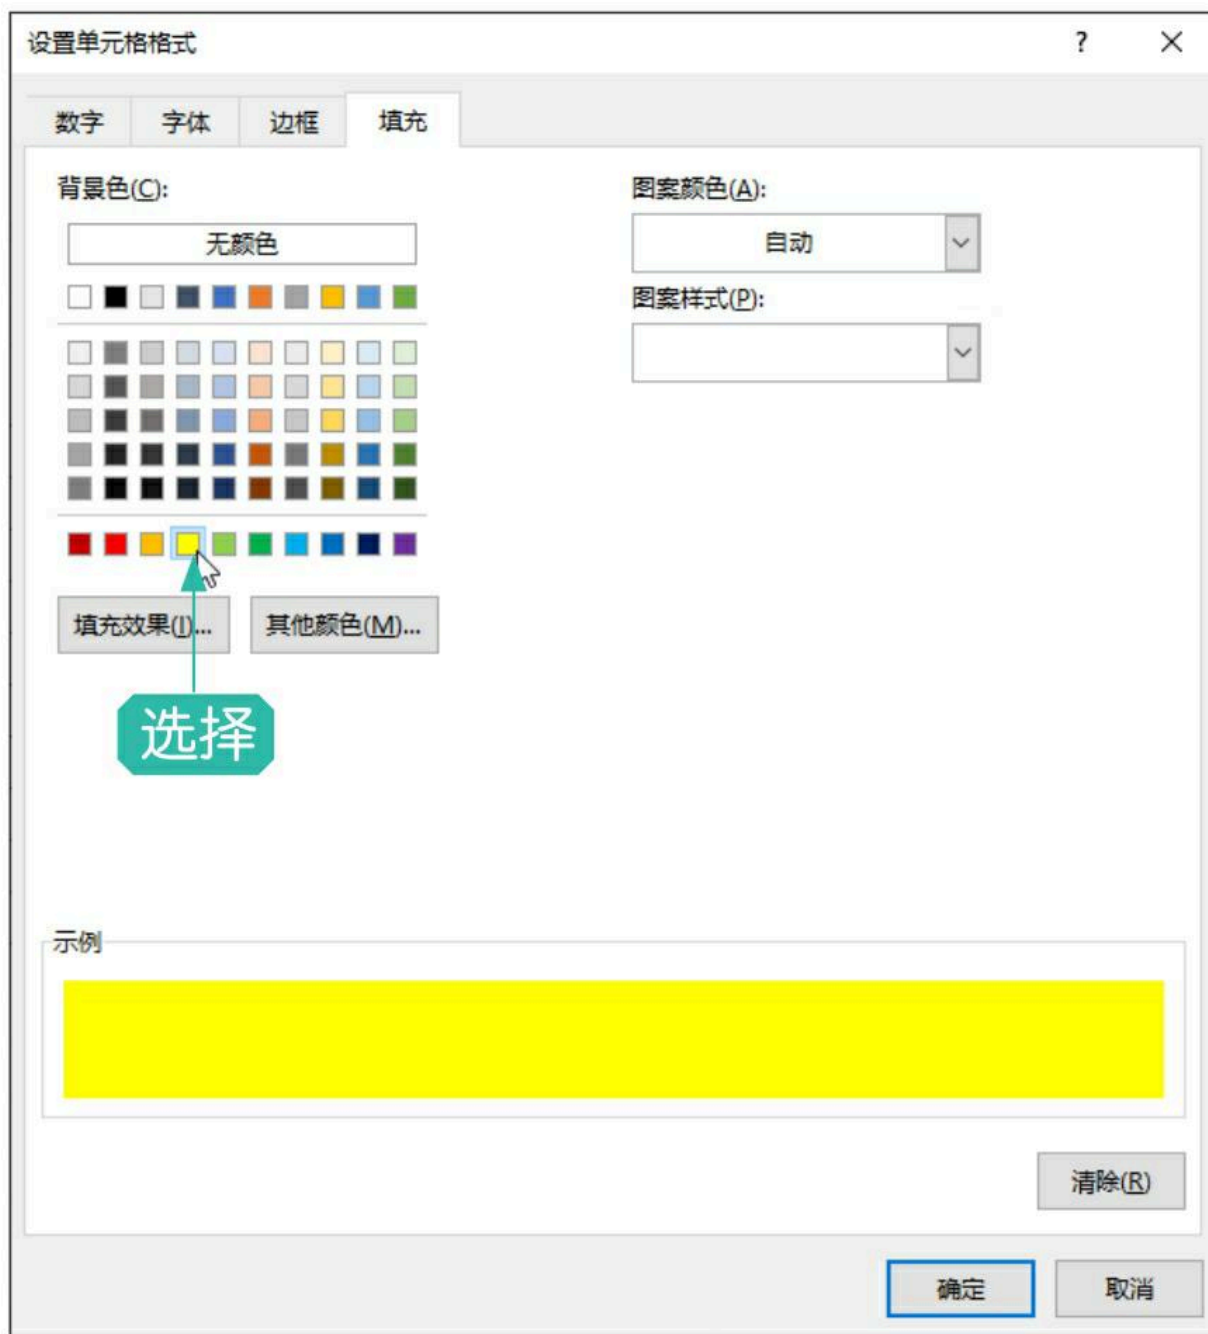 设置单元格格式 ?
数字 字体 边框 填充
背景色(C): 图案颜色(A):
无颜色 自动
图案样式(P):
填充效果(I)... 其他颜色(M)...
选择
示例
清除(R)
确定 取消